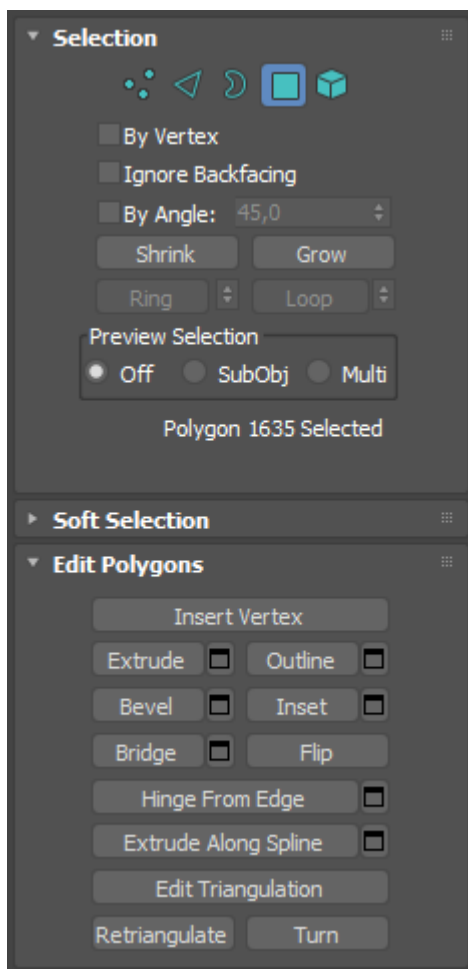 Selection
By Vertex
Ignore Backfacing
By Angle: 45,0
Shrink Grow
Ring Loop
Preview Selection
Off SubObj Multi
Polygon 1635 Selected
Soft Selection
Edit Polygons
Insert Vertex
Extrude Outline
Bevel Inset
Bridge Flip
Hinge From Edge
Extrude Along Spline
Edit Triangulation
Retriangulate Turn